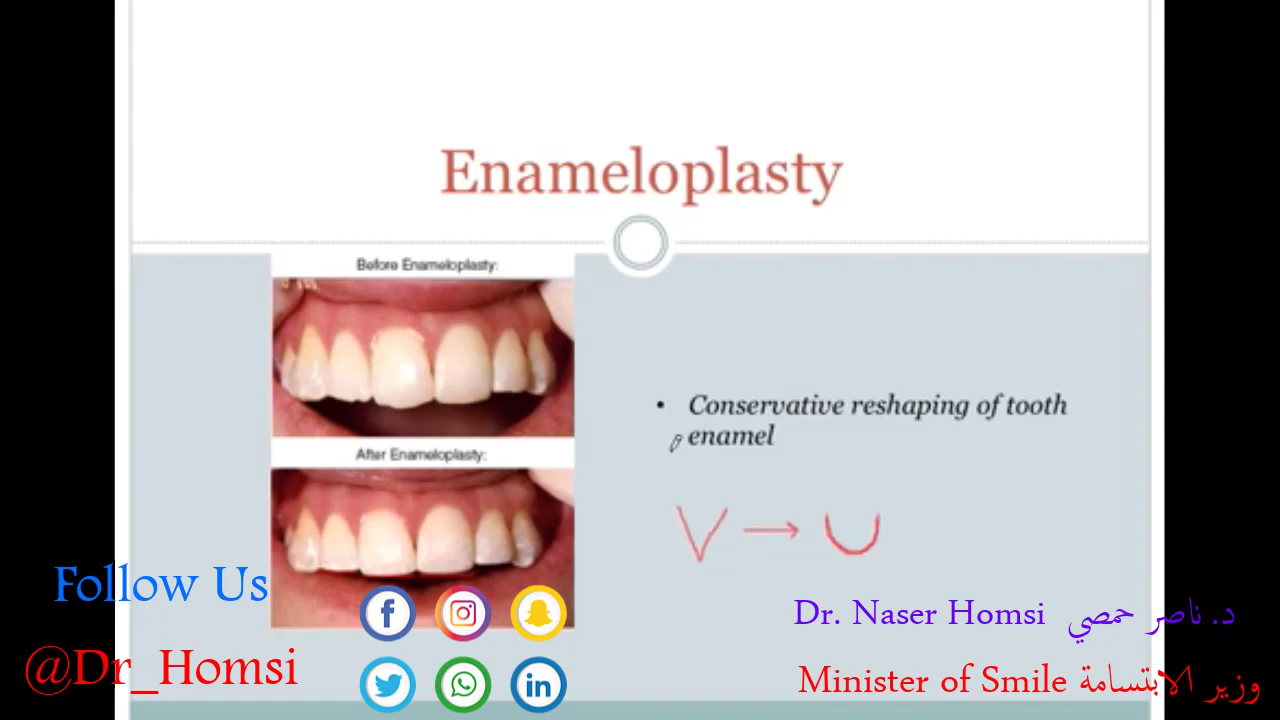 Enameloplasty
Before Enameloplasty:
After Enameloplasty:
• Conservative reshaping of tooth
enamel
V → U
Follow Us
@Dr_Homsi
Dr. Naser Homsi د. ناصر حمصي
Minister of Smile وزير الابتسامة